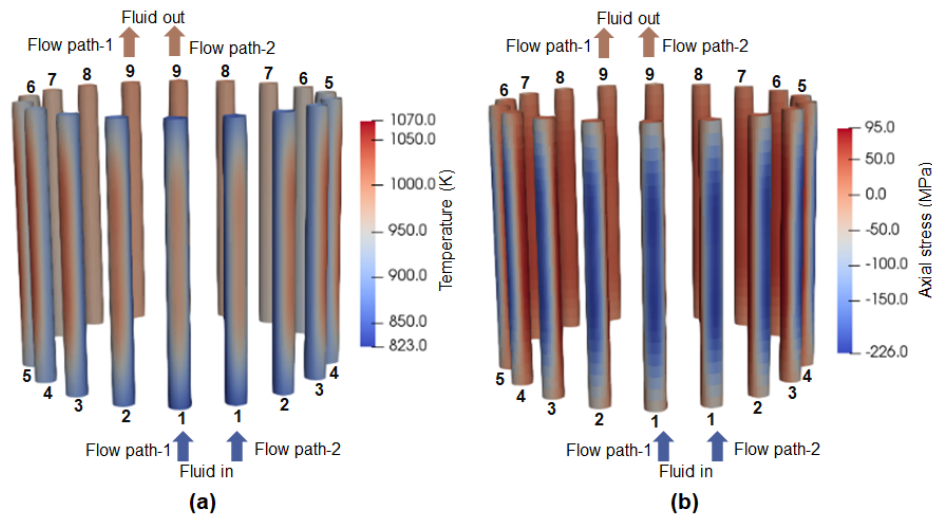 Fluid out
Flow path-1
Flow path-2
9 9
6 7 8 8 7 6 5
1070.0
1050.0
1000.0
950.0
900.0
850.0
823.0
Temperature (K)
5 4 3 2 1 1 2 3 4
Flow path-1
Flow path-2
Fluid in
(a)
Fluid out
Flow path-1
Flow path-2
9 9
6 7 8 8 7 6 5
95.0
50.0
0.0
-50.0
-100.0
-150.0
-226.0
Axial stress (MPa)
5 4 3 2 1 1 2 3 4
Flow path-1
Flow path-2
Fluid in
(b)